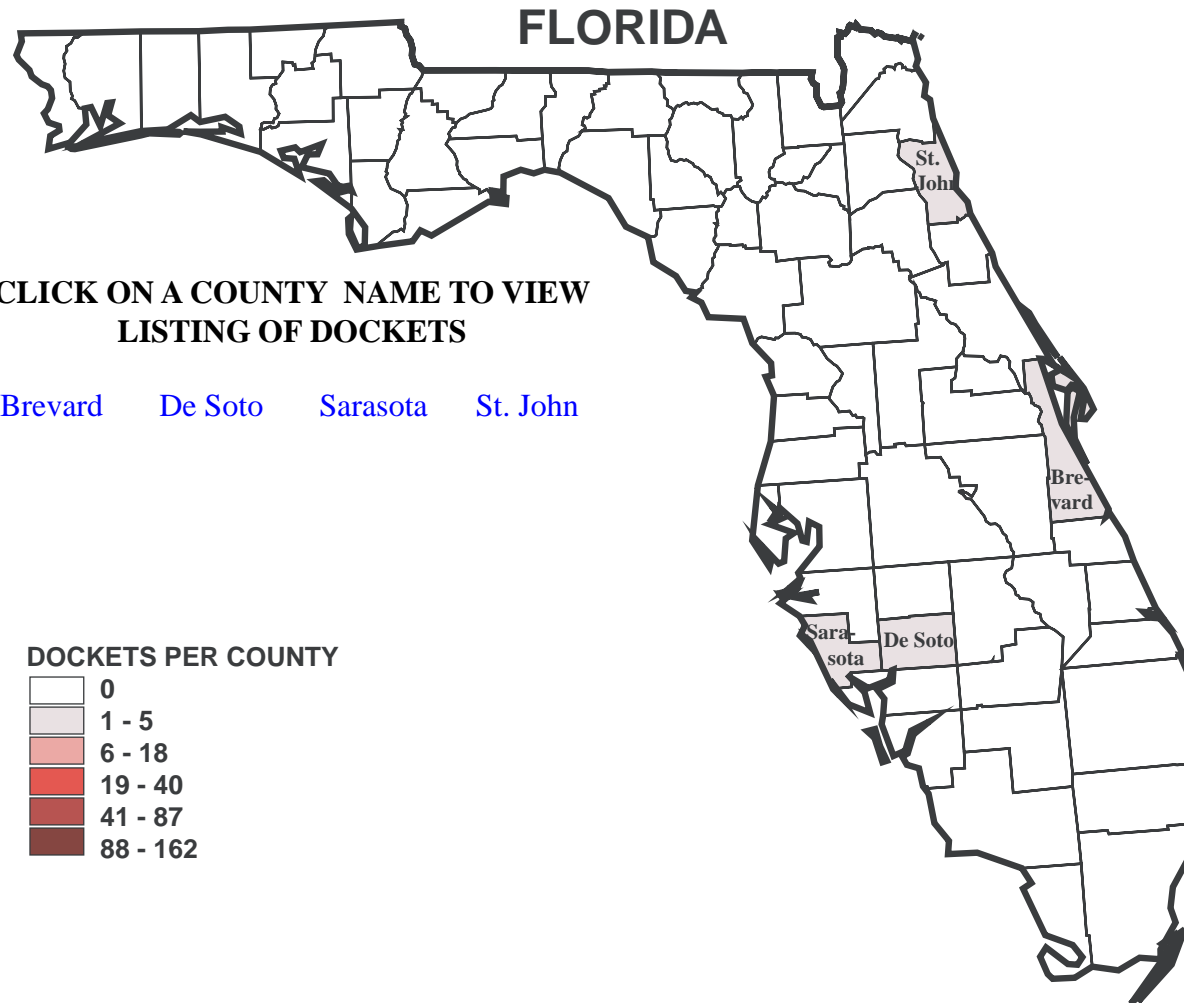 FLORIDA
CLICK ON A COUNTY NAME TO VIEW
LISTING OF DOCKETS
Brevard De Soto Sarasota St. John
St.
John
Bre-
vard
Sara-
sota
De Soto
DOCKETS PER COUNTY
0
1 - 5
6 - 18
19 - 40
41 - 87
88 - 162